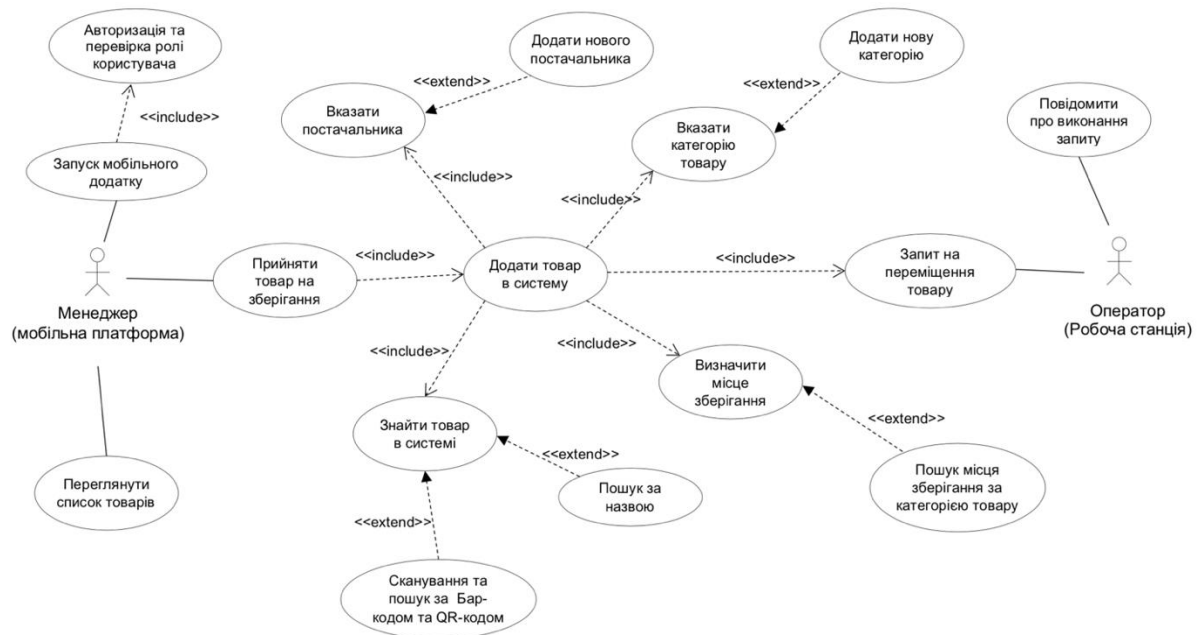 Авторизація та
перевірка ролі
користувача
<<include>>
Запуск мобільного
додатку
Менеджер
(мобільна платформа)
Прийняти
товар на
зберігання
Переглянути
список товарів
<<include>>
Додати товар
в систему
Вказати
постачальника
<<extend>>
Додати нового
постачальника
<<include>>
Вказати
категорію
товару
<<extend>>
Додати нову
категорію
<<include>>
<<include>>
Запит на
переміщення
товару
Повідомити
про виконання
запиту
Оператор
(Робоча станція)
<<include>>
Визначити
місце
зберігання
<<extend>>
Пошук місця
зберігання за
категорією товару
<<include>>
Знайти товар
в системі
<<extend>>
Пошук за
назвою
<<extend>>
Сканування та
пошук за Бар-
кодом та QR-кодом